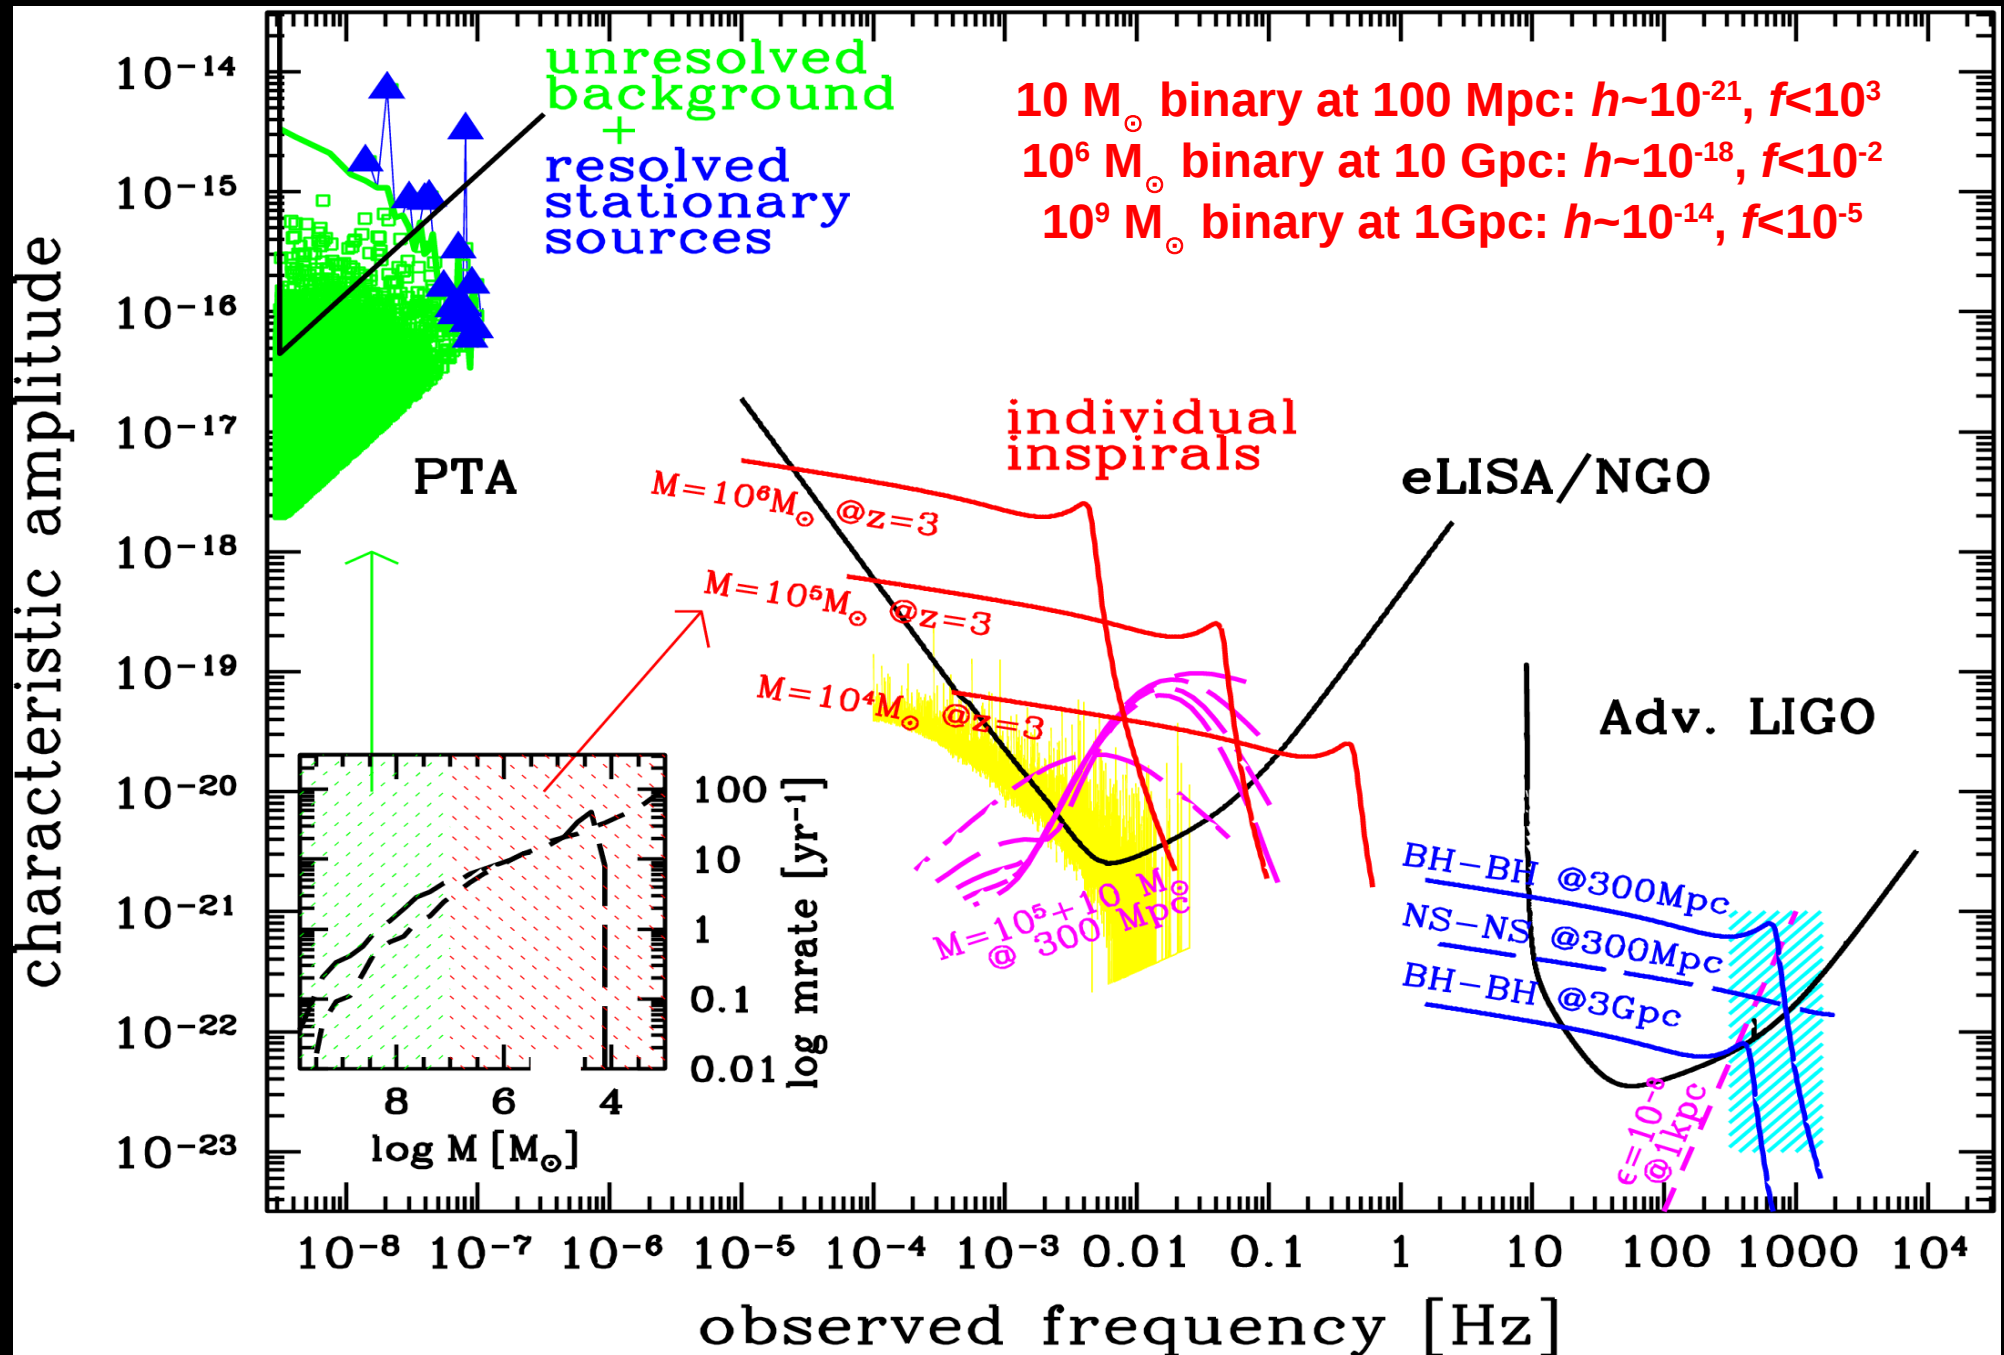 unresolved
background
+
resolved
stationary
sources
10 M⊙ binary at 100 Mpc: h~10⁻²¹, f<10³
10⁶ M⊙ binary at 10 Gpc: h~10⁻¹⁸, f<10⁻²
10⁹ M⊙ binary at 1Gpc: h~10⁻¹⁴, f<10⁻⁵
characteristic amplitude
10⁻¹⁴
10⁻¹⁵
10⁻¹⁶
10⁻¹⁷
10⁻¹⁸
10⁻¹⁹
10⁻²⁰
10⁻²¹
10⁻²²
10⁻²³
PTA
individual
inspirals
eLISA/NGO
Adv. LIGO
M=10⁶M⊙ @z=3
M=10⁵M⊙ @z=3
M=10⁴M⊙ @z=3
M=10⁵+10 M⊙
@ 300 Mpc
BH-BH @300Mpc
NS-NS @300Mpc
BH-BH @3Gpc
ϵ=10⁻⁸
@1kpc
100
10
1
0.1
0.01
log mrate [yr⁻¹]
8 6 4
log M [M⊙]
10⁻⁸ 10⁻⁷ 10⁻⁶ 10⁻⁵ 10⁻⁴ 10⁻³ 0.01 0.1 1 10 100 1000 10⁴
observed frequency [Hz]